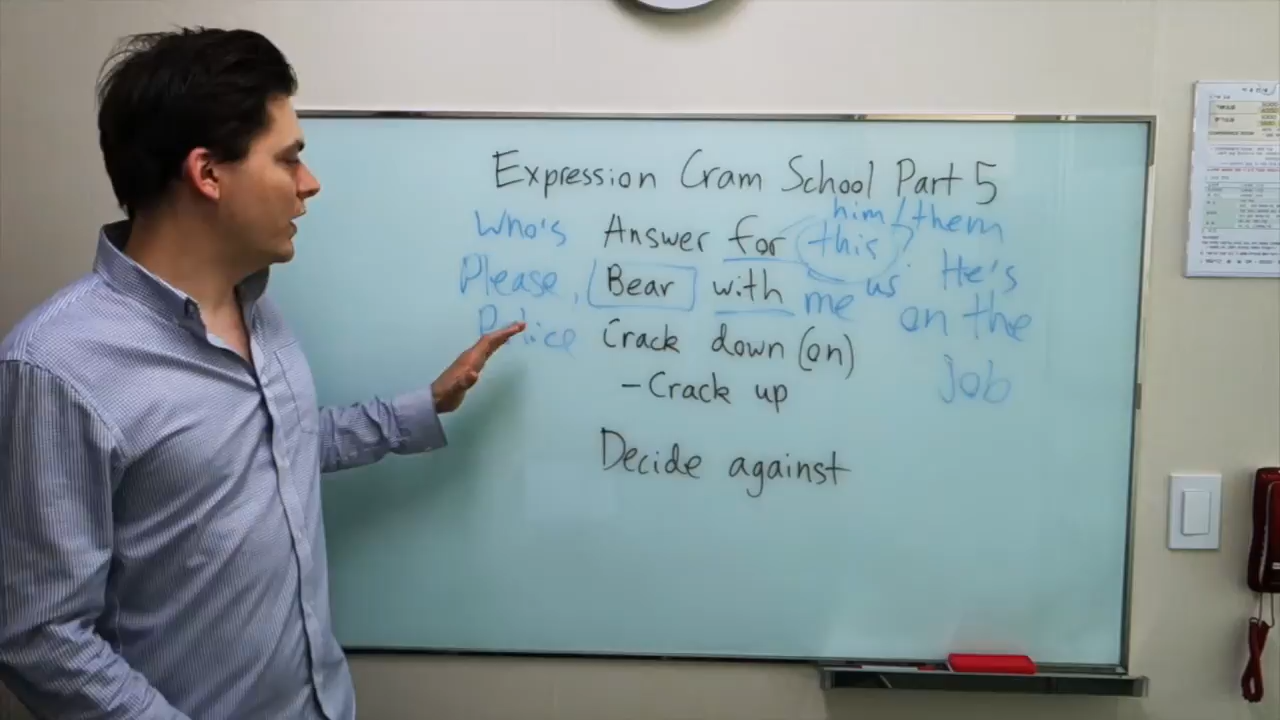 Expression Cram School Part 5
him/them
Who's Answer for this ?
Please, Bear with me us
Police Crack down (on)
- Crack up
Decide against
He's
on the
job